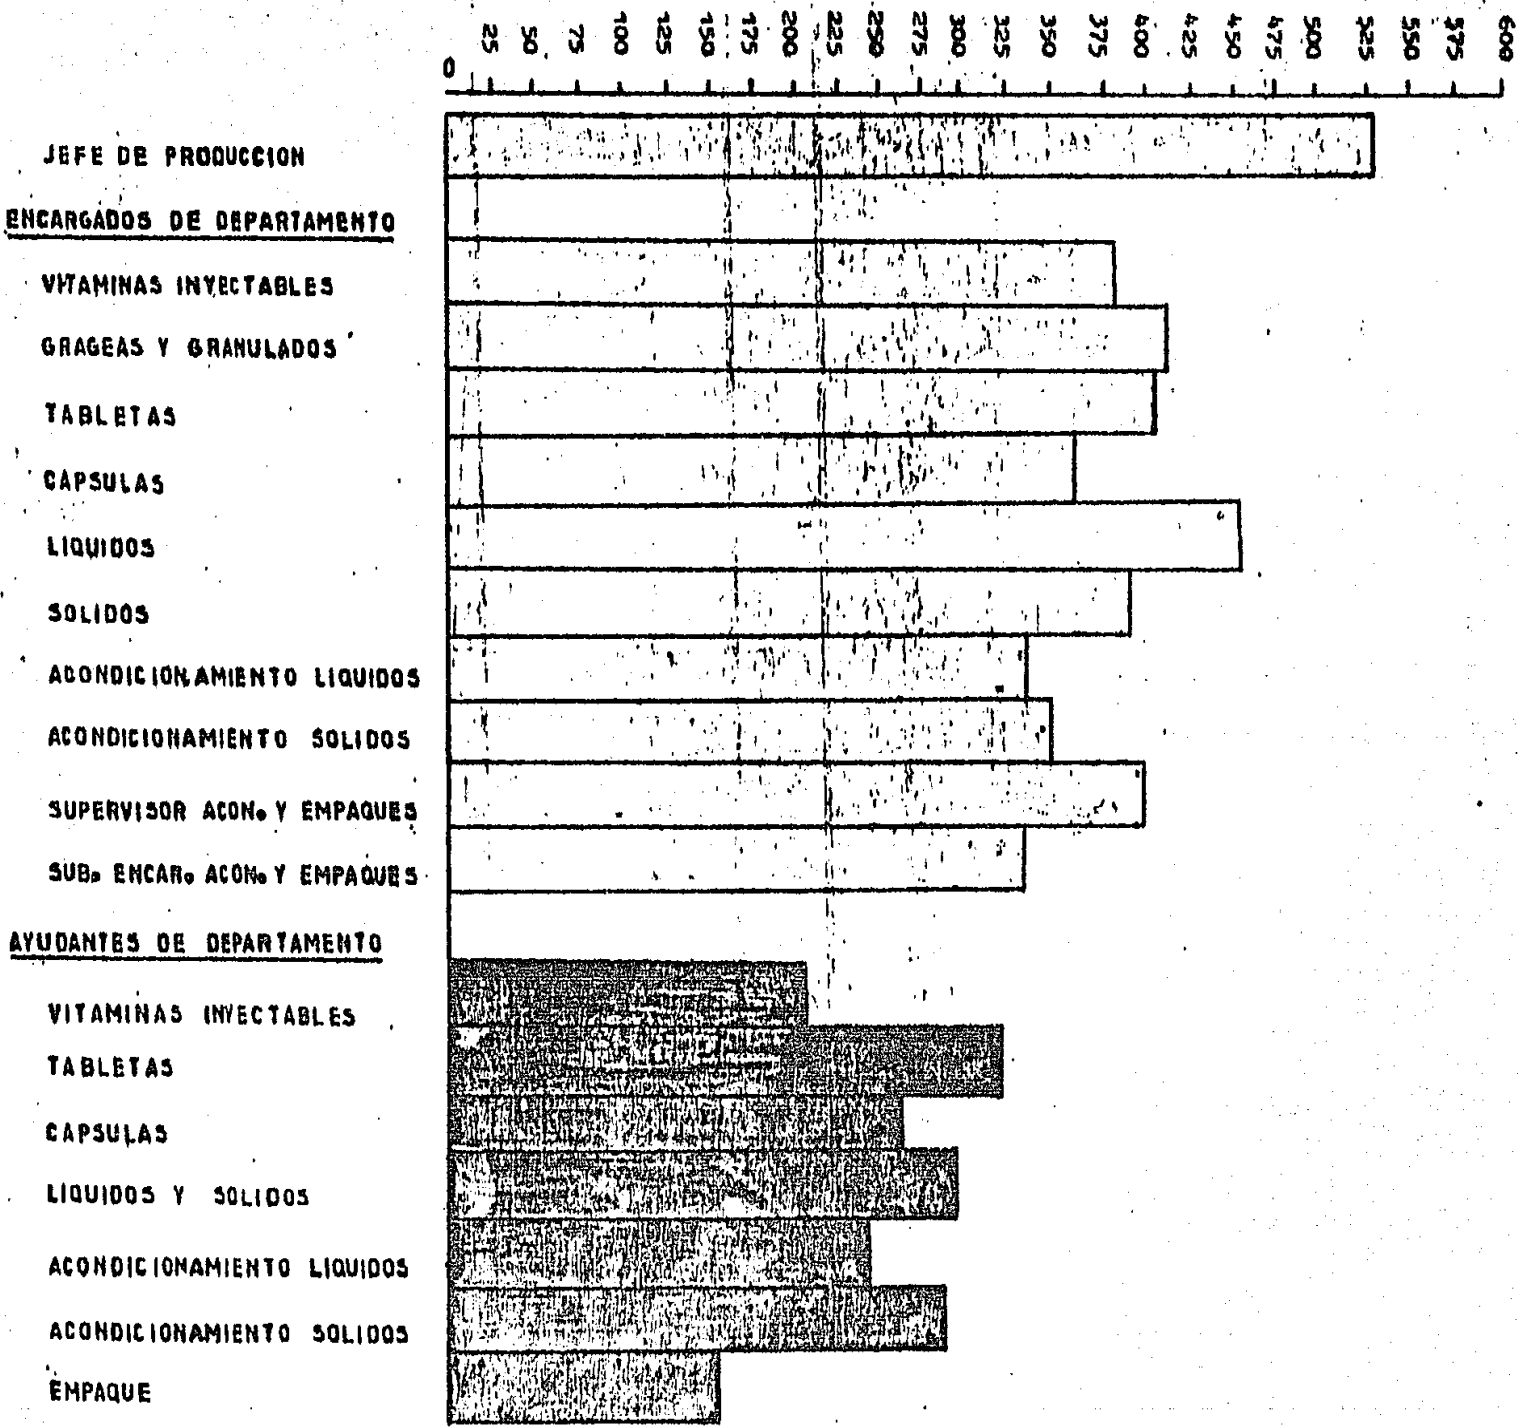 0 25 50 75 100 125 150 175 200 225 250 275 300 325 350 375 400 425 450 475 500 525 550 575 600
JEFE DE PRODUCCION
ENCARGADOS DE DEPARTAMENTO
VITAMINAS INYECTABLES
GRAGEAS Y GRANULADOS
TABLETAS
CAPSULAS
LIQUIDOS
SOLIDOS
ACONDICIONAMIENTO LIQUIDOS
ACONDICIONAMIENTO SOLIDOS
SUPERVISOR ACON. Y EMPAQUES
SUB. ENCAR. ACON. Y EMPAQUES
AYUDANTES DE DEPARTAMENTO
VITAMINAS INYECTABLES
TABLETAS
CAPSULAS
LIQUIDOS Y SOLIDOS
ACONDICIONAMIENTO LIQUIDOS
ACONDICIONAMIENTO SOLIDOS
EMPAQUE